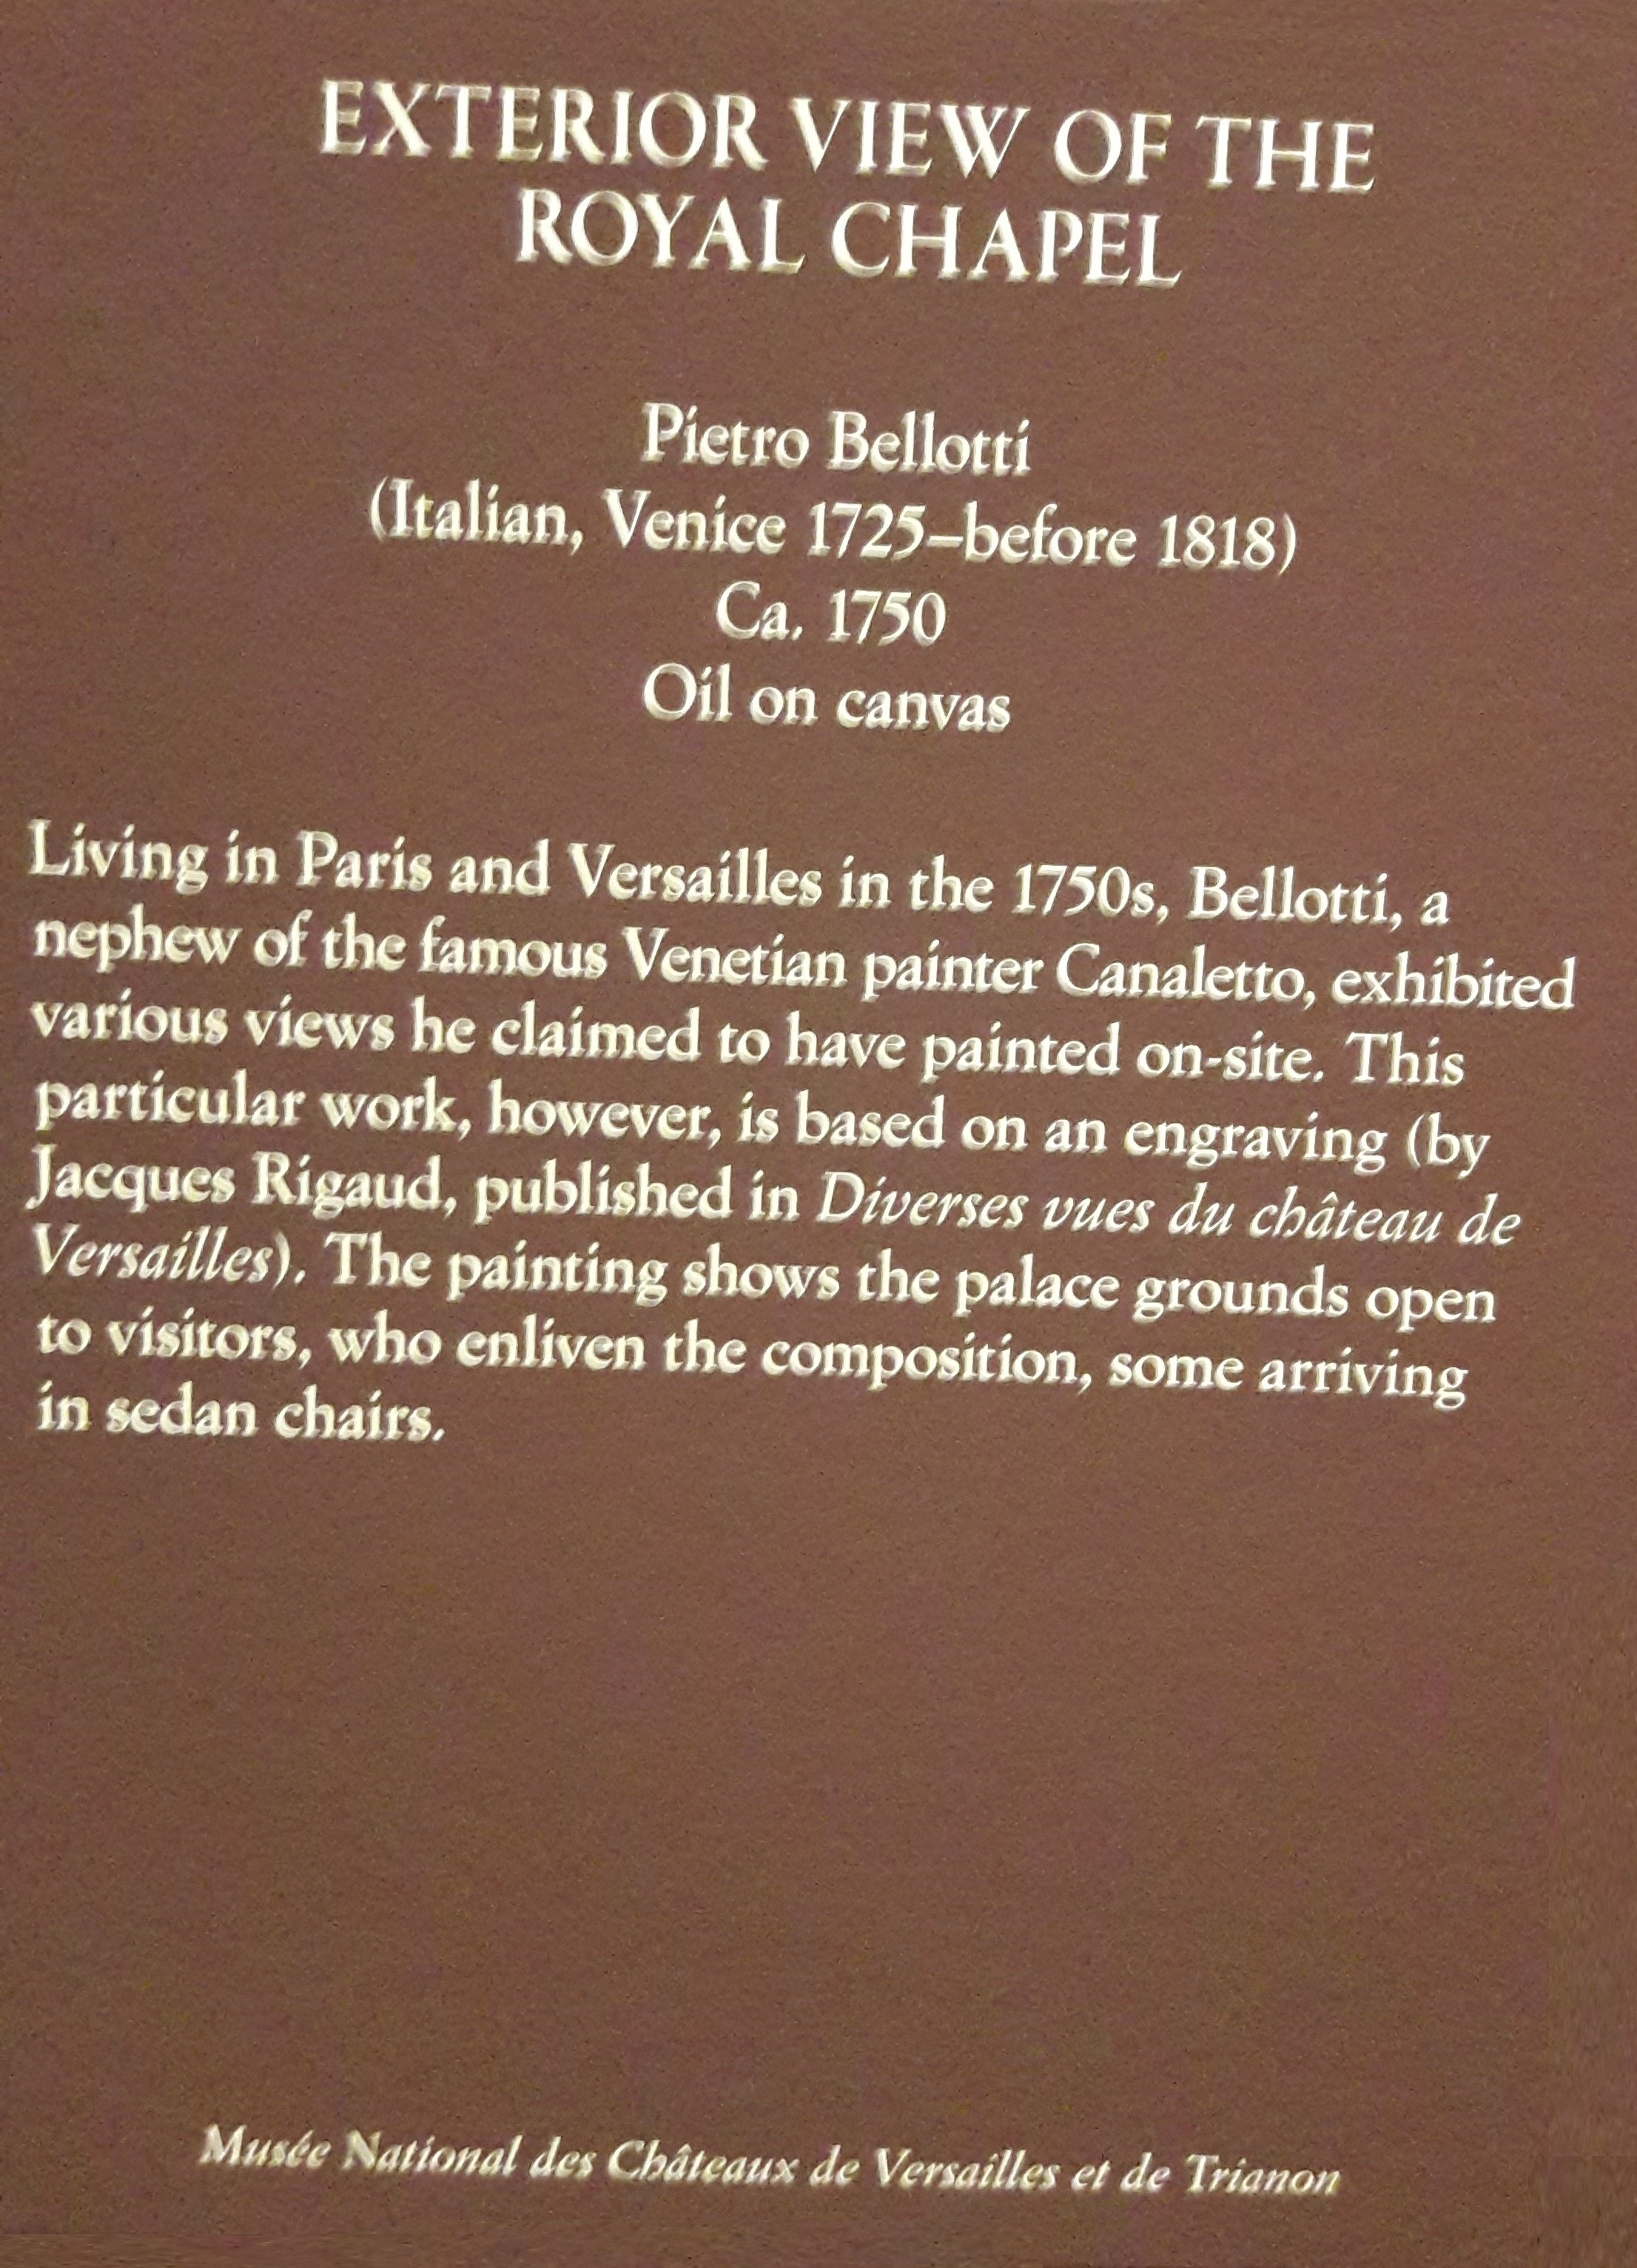 EXTERIOR VIEW OF THE
ROYAL CHAPEL
Pietro Bellotti
(Italian, Venice 1725–before 1818)
Ca. 1750
Oil on canvas
Living in Paris and Versailles in the 1750s, Bellotti, a
nephew of the famous Venetian painter Canaletto, exhibited
various views he claimed to have painted on-site. This
particular work, however, is based on an engraving (by
Jacques Rigaud, published in Diverses vues du château de
Versailles). The painting shows the palace grounds open
to visitors, who enliven the composition, some arriving
in sedan chairs.
Musée National des Châteaux de Versailles et de Trianon